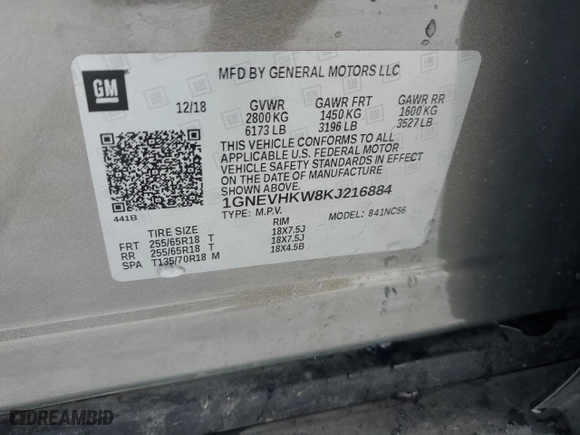 GM
MFD BY GENERAL MOTORS LLC
12/18 GVWR GAWR FRT GAWR RR
2800 KG 1450 KG 1600 KG
6173 LB 3196 LB 3527 LB
THIS VEHICLE CONFORMS TO ALL
APPLICABLE U.S. FEDERAL MOTOR
VEHICLE SAFETY STANDARDS IN EFFECT
ON THE DATE OF MANUFACTURE
SHOWN ABOVE.
1GNEVHKW8KJ216884
441B TYPE: M.P.V. MODEL: 841NC56
TIRE SIZE RIM
FRT 255/65R18 T 18X7.5J
RR 255/65R18 T 18X7.5J
SPA T135/70R18 M 18X4.5B
©DREAMBID